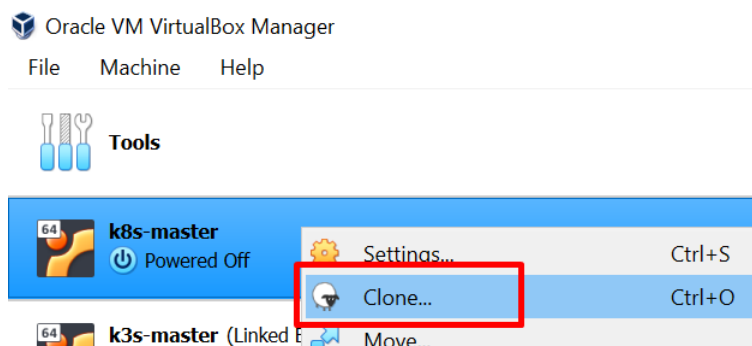 Oracle VM VirtualBox Manager
File Machine Help
Tools
64 k8s-master
Powered Off
Settings... Ctrl+S
Clone... Ctrl+O
64 k3s-master (Linked
Move...